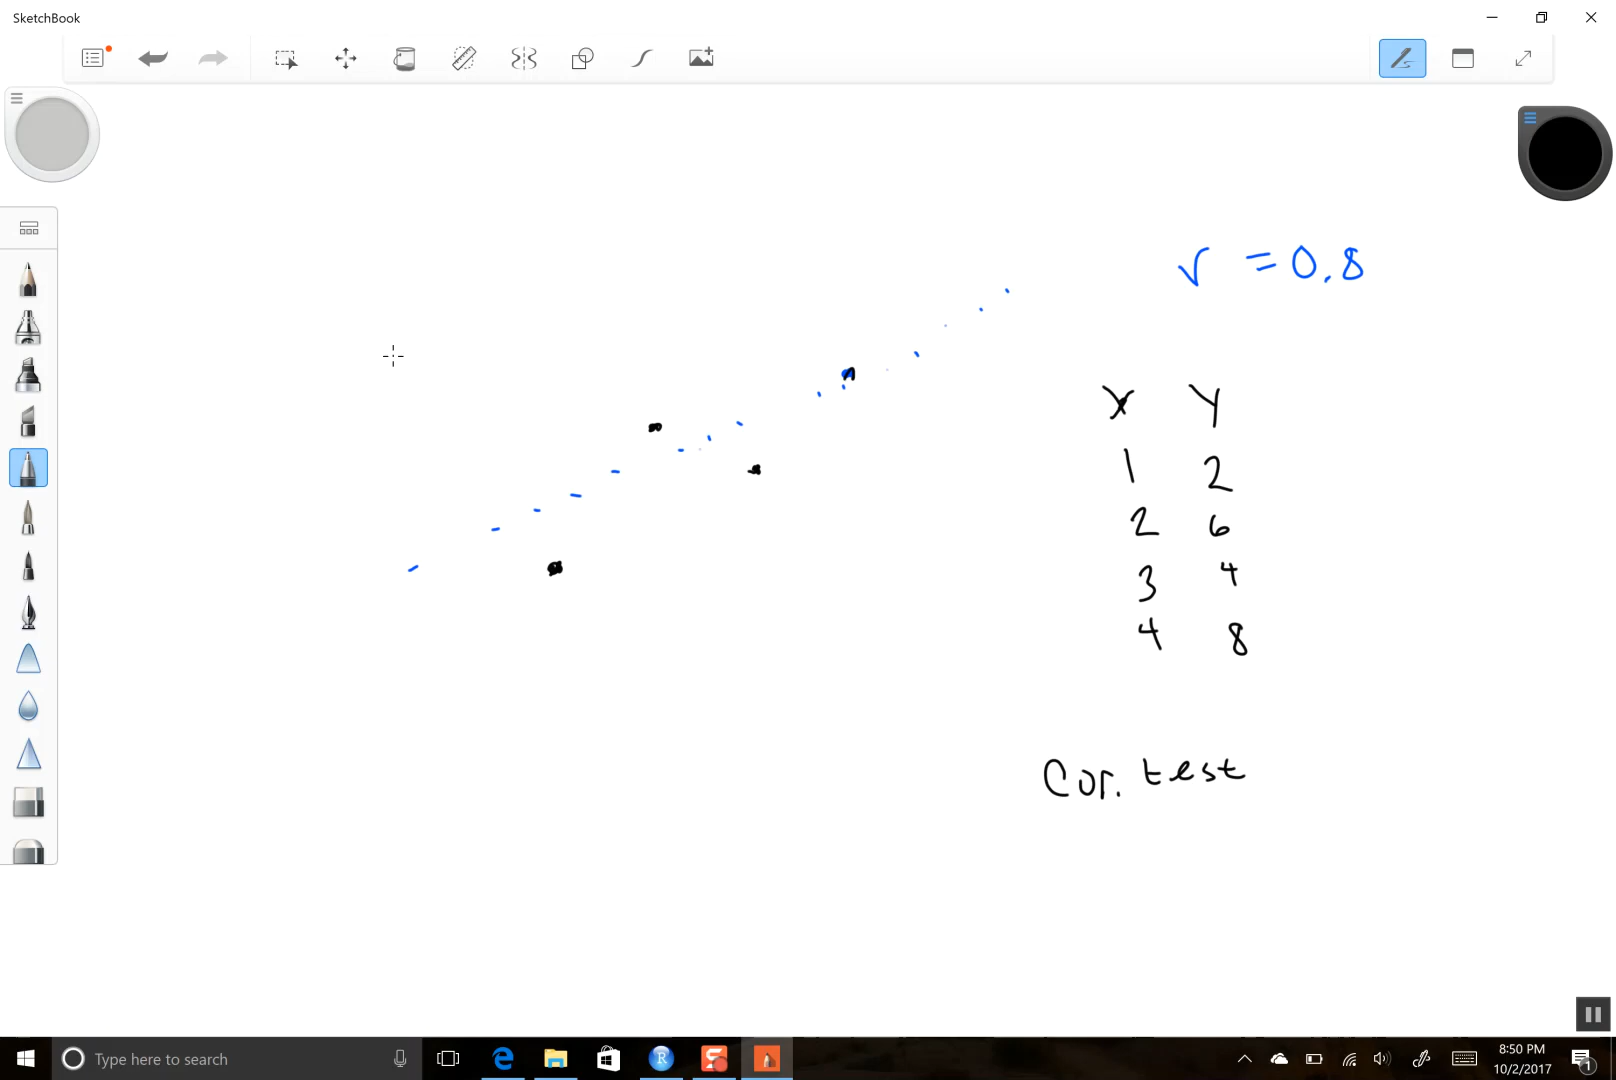 SketchBook
r = 0.8
X Y
1 2
2 6
3 4
4 8
Cor. test
Type here to search
8:50 PM
10/2/2017
1